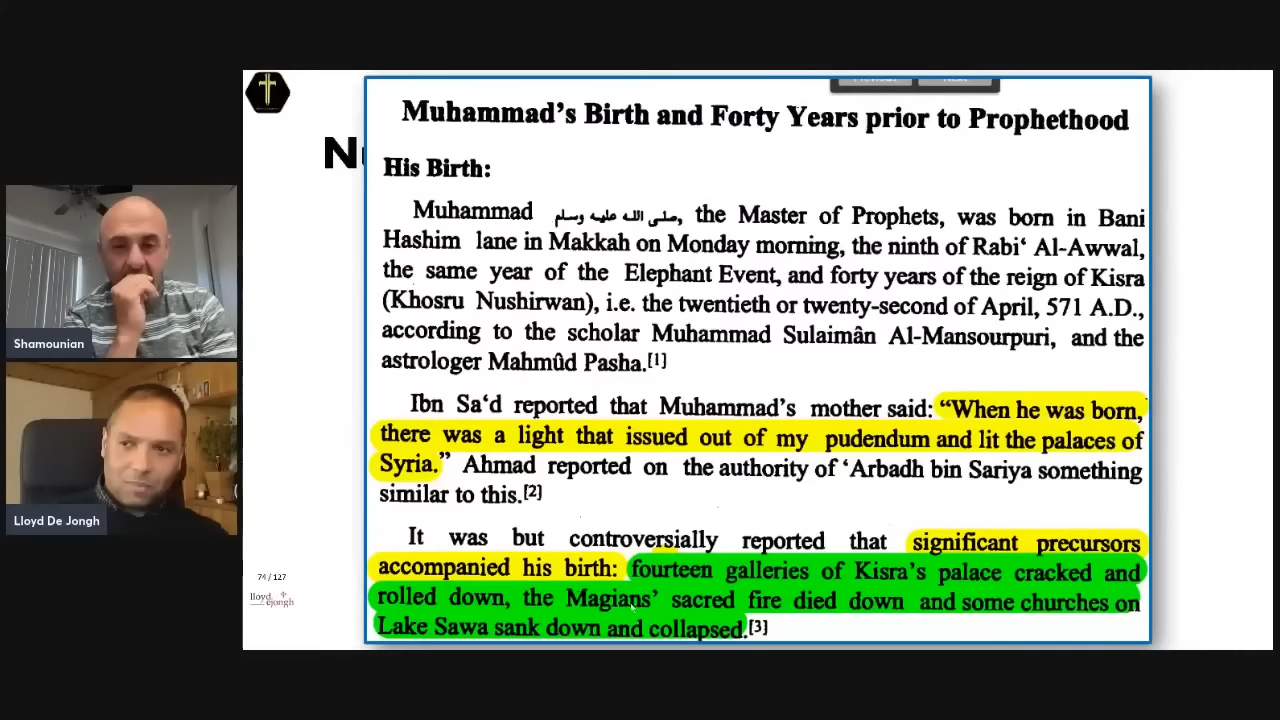 Muhammad's Birth and Forty Years prior to Prophethood
His Birth:
Muhammad صلى الله عليه وسلم, the Master of Prophets, was born in Bani
Hashim lane in Makkah on Monday morning, the ninth of Rabi‘ Al-Awwal,
the same year of the Elephant Event, and forty years of the reign of Kisra
(Khosru Nushirwan), i.e. the twentieth or twenty-second of April, 571 A.D.,
according to the scholar Muhammad Sulaimân Al-Mansourpuri, and the
astrologer Mahmûd Pasha.[1]
Ibn Sa‘d reported that Muhammad's mother said: “When he was born,
there was a light that issued out of my pudendum and lit the palaces of
Syria.” Ahmad reported on the authority of ‘Arbadh bin Sariya something
similar to this.[2]
It was but controversially reported that significant precursors
accompanied his birth: fourteen galleries of Kisra's palace cracked and
rolled down, the Magians' sacred fire died down and some churches on
Lake Sawa sank down and collapsed.[3]
Shamounian
Lloyd De Jongh
74 / 127
lloyd
dejongh